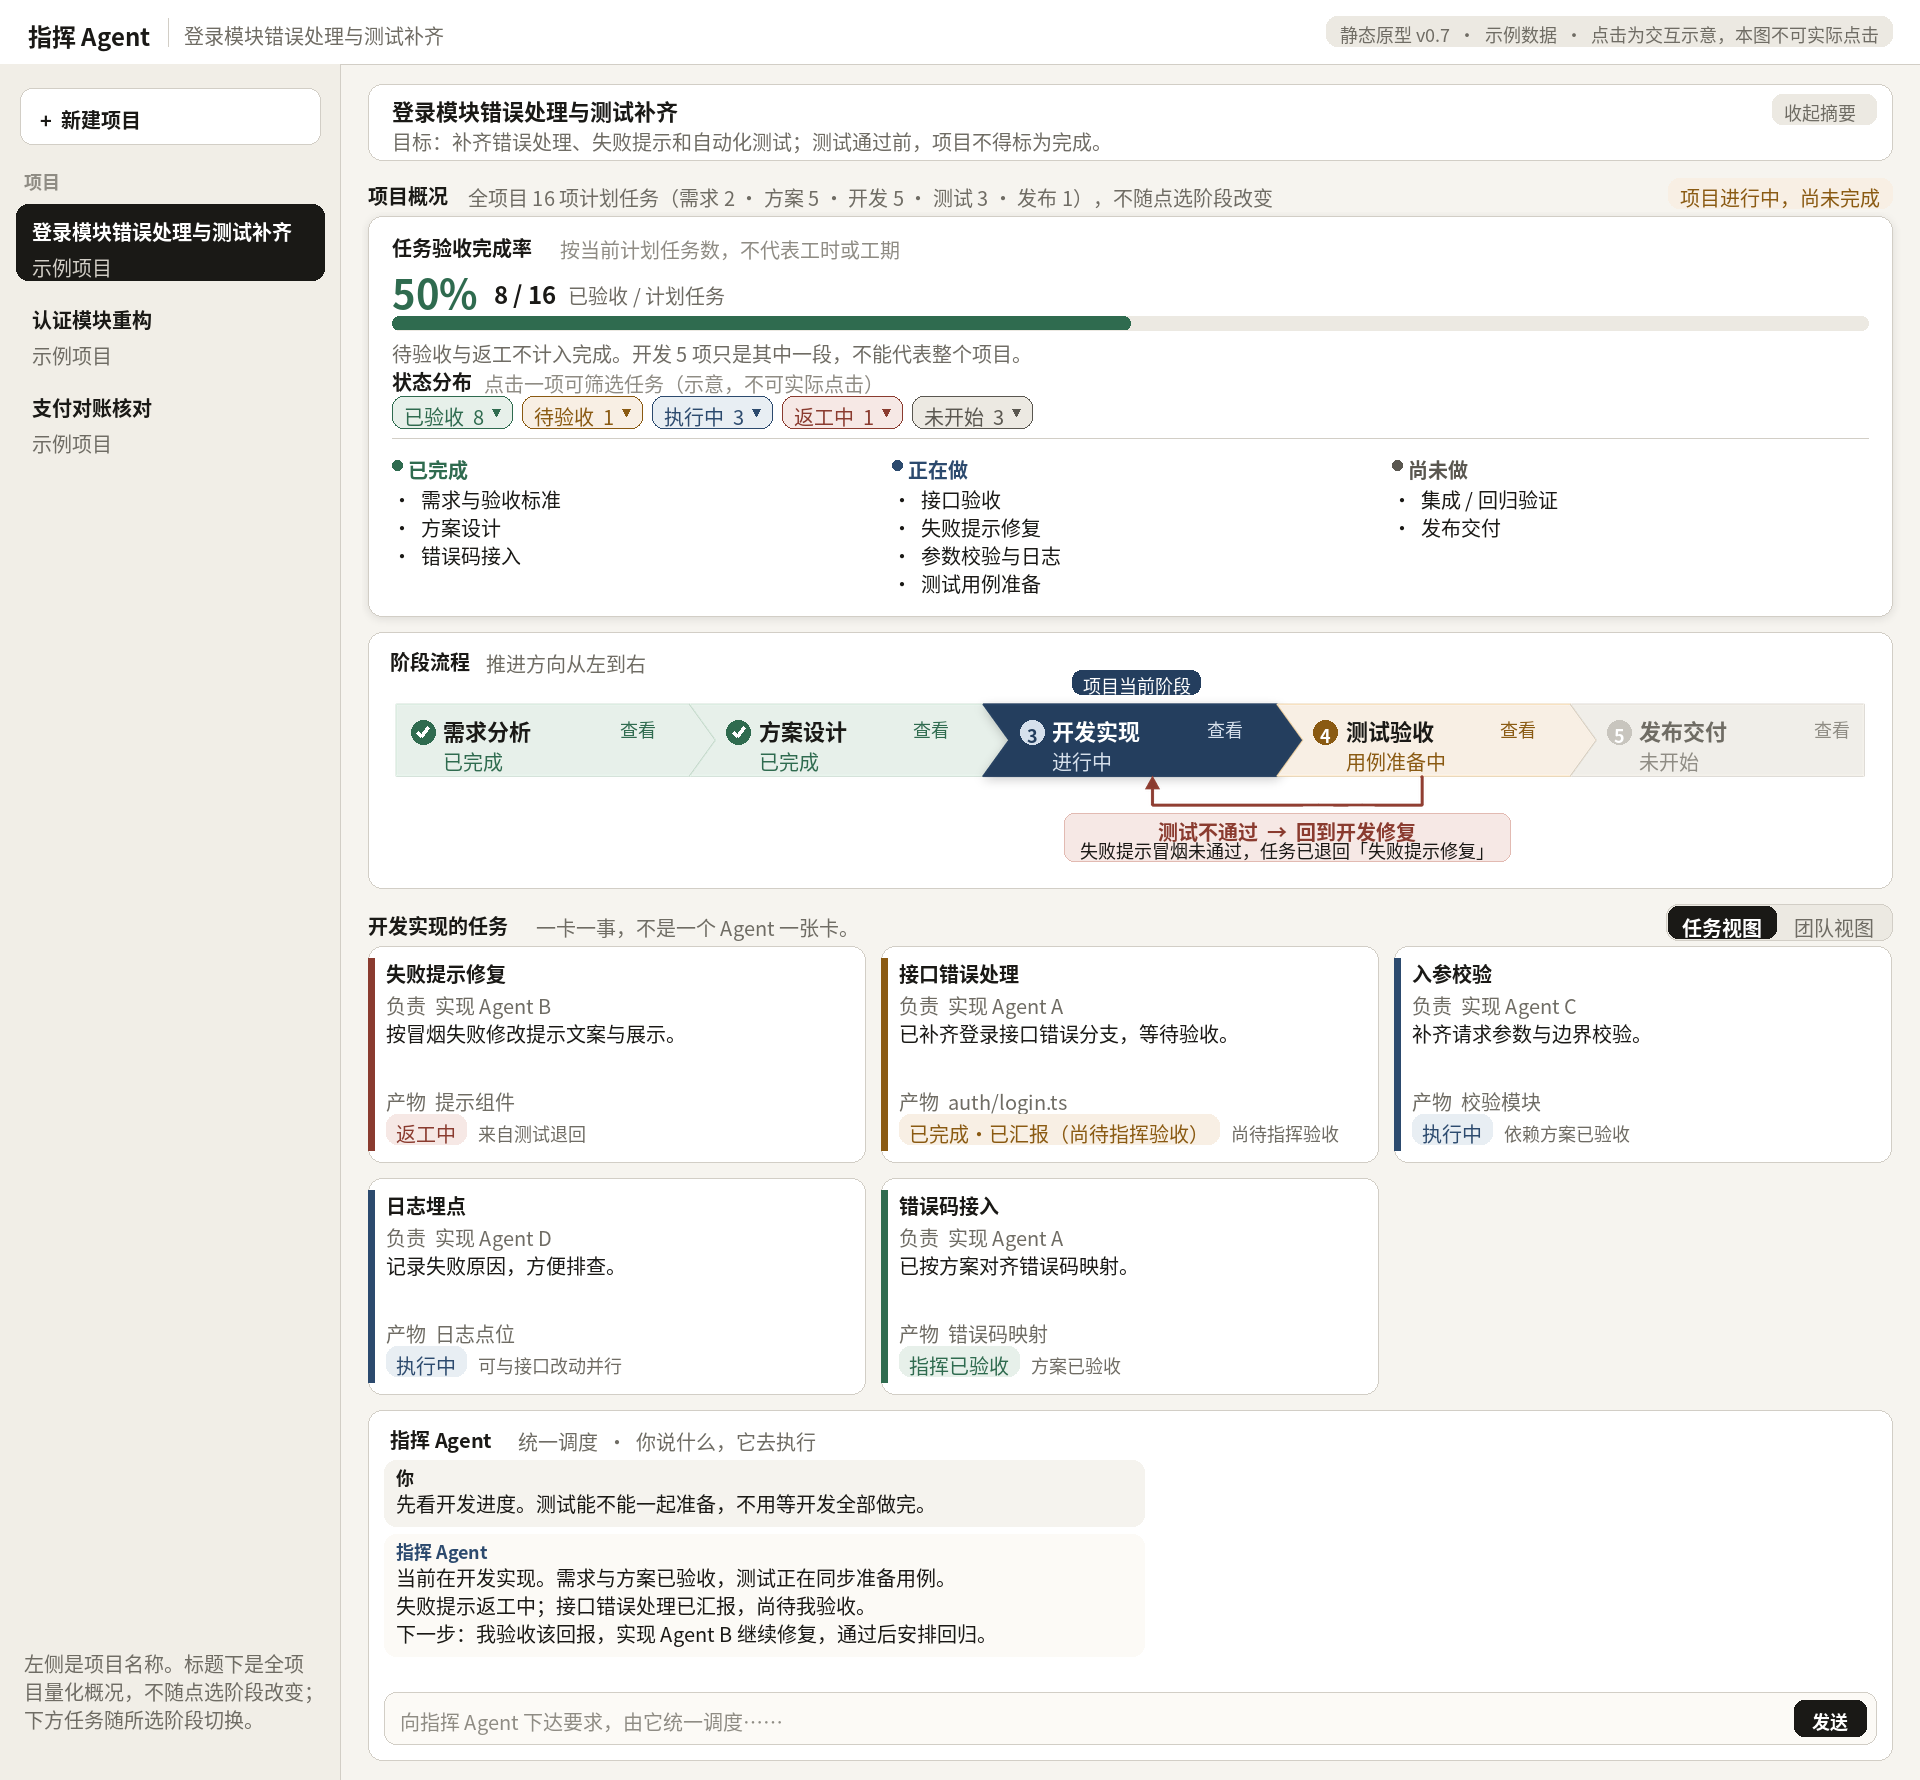 指挥 Agent
登录模块错误处理与测试补齐
静态原型 v0.7 · 示例数据 · 点击为交互示意，本图不可实际点击
+ 新建项目
项目
登录模块错误处理与测试补齐
示例项目
认证模块重构
示例项目
支付对账核对
示例项目
左侧是项目名称。标题下是全项
目量化概况，不随点选阶段改变；
下方任务随所选阶段切换。
登录模块错误处理与测试补齐
收起摘要
目标：补齐错误处理、失败提示和自动化测试；测试通过前，项目不得标为完成。
项目概况 全项目 16 项计划任务（需求 2 · 方案 5 · 开发 5 · 测试 3 · 发布 1），不随点选阶段改变
项目进行中，尚未完成
任务验收完成率 按当前计划任务数，不代表工时或工期
50% 8 / 16 已验收 / 计划任务
待验收与返工不计入完成。开发 5 项只是其中一段，不能代表整个项目。
状态分布 点击一项可筛选任务（示意，不可实际点击）
已验收 8 ▼ 待验收 1 ▼ 执行中 3 ▼ 返工中 1 ▼ 未开始 3 ▼
已完成
· 需求与验收标准
· 方案设计
· 错误码接入
正在做
· 接口验收
· 失败提示修复
· 参数校验与日志
· 测试用例准备
尚未做
· 集成 / 回归验证
· 发布交付
阶段流程 推进方向从左到右
项目当前阶段
需求分析 查看
已完成
方案设计 查看
已完成
3 开发实现 查看
进行中
4 测试验收 查看
用例准备中
5 发布交付 查看
未开始
测试不通过 → 回到开发修复
失败提示冒烟未通过，任务已退回「失败提示修复」
开发实现的任务 一卡一事，不是一个 Agent 一张卡。
任务视图 团队视图
失败提示修复
负责 实现 Agent B
按冒烟失败修改提示文案与展示。
产物 提示组件
返工中 来自测试退回
接口错误处理
负责 实现 Agent A
已补齐登录接口错误分支，等待验收。
产物 auth/login.ts
已完成·已汇报（尚待指挥验收） 尚待指挥验收
入参校验
负责 实现 Agent C
补齐请求参数与边界校验。
产物 校验模块
执行中 依赖方案已验收
日志埋点
负责 实现 Agent D
记录失败原因，方便排查。
产物 日志点位
执行中 可与接口改动并行
错误码接入
负责 实现 Agent A
已按方案对齐错误码映射。
产物 错误码映射
指挥已验收 方案已验收
指挥 Agent 统一调度 · 你说什么，它去执行
你
先看开发进度。测试能不能一起准备，不用等开发全部做完。
指挥 Agent
当前在开发实现。需求与方案已验收，测试正在同步准备用例。
失败提示返工中；接口错误处理已汇报，尚待我验收。
下一步：我验收该回报，实现 Agent B 继续修复，通过后安排回归。
向指挥 Agent 下达要求，由它统一调度……
发送